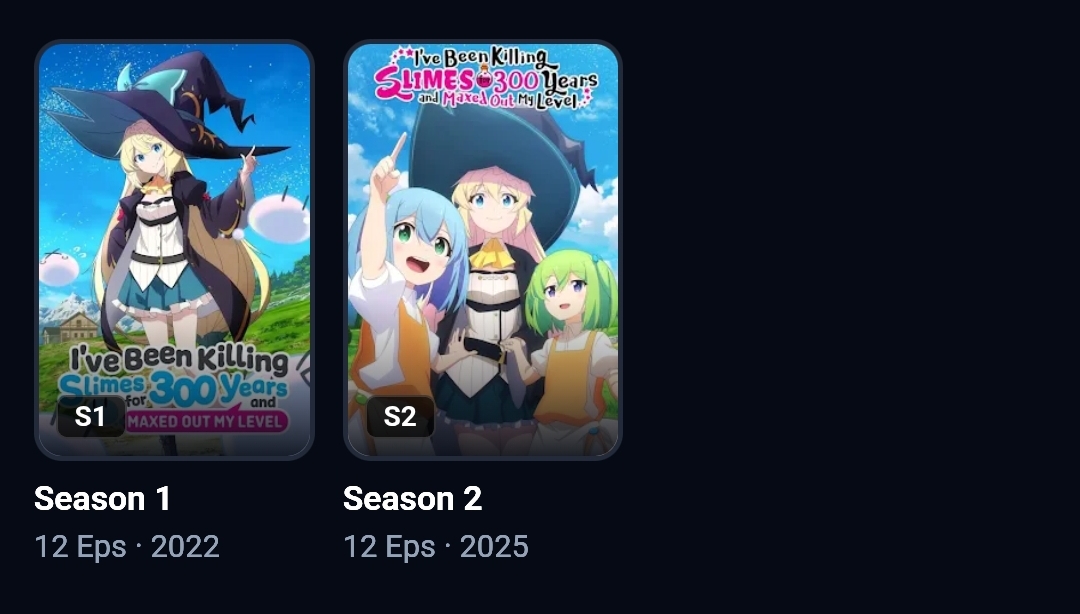 I've Been Killing
Slimes for 300 Years
and
MAXED OUT MY LEVEL
S1
Season 1
12 Eps · 2022
I've Been Killing
SLIMES for 300 Years
and Maxed Out My Level
S2
Season 2
12 Eps · 2025